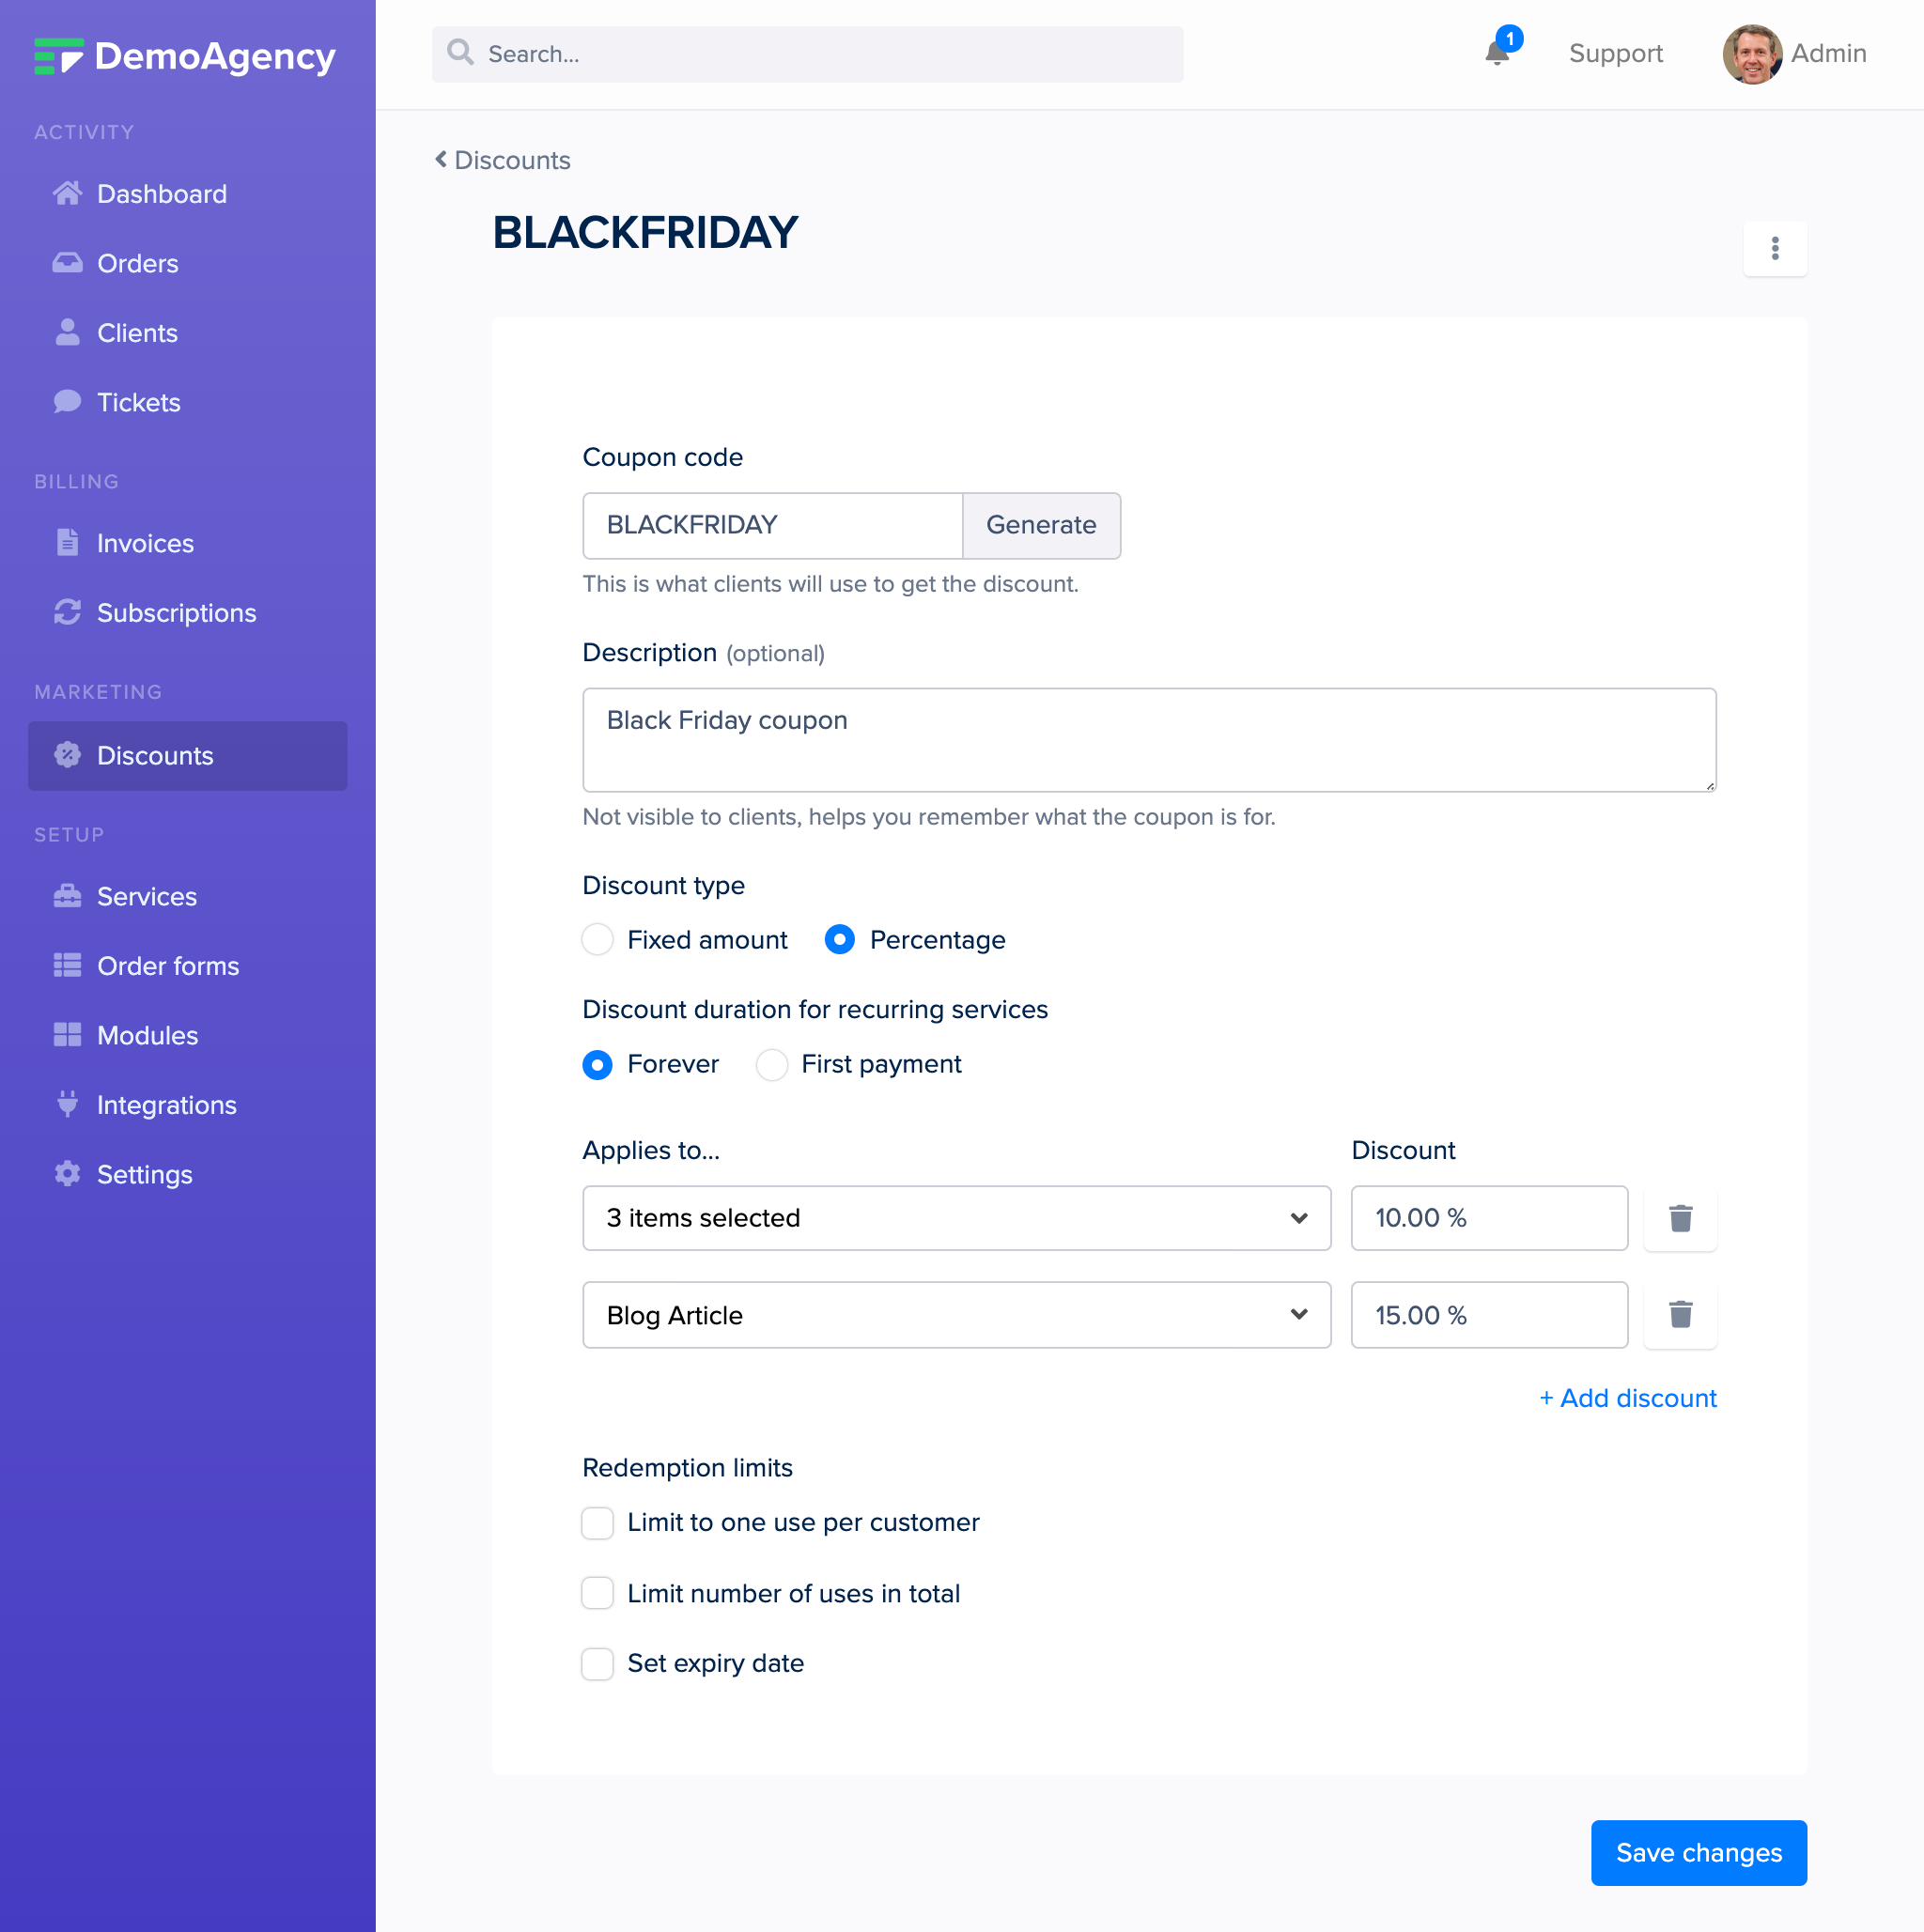 DemoAgency
ACTIVITY
Dashboard
Orders
Clients
Tickets
BILLING
Invoices
Subscriptions
MARKETING
Discounts
SETUP
Services
Order forms
Modules
Integrations
Settings
Search...
1
Support
Admin
Discounts
BLACKFRIDAY
Coupon code
BLACKFRIDAY
Generate
This is what clients will use to get the discount.
Description (optional)
Black Friday coupon
Not visible to clients, helps you remember what the coupon is for.
Discount type
Fixed amount
Percentage
Discount duration for recurring services
Forever
First payment
Applies to...
Discount
3 items selected
10.00 %
Blog Article
15.00 %
+ Add discount
Redemption limits
Limit to one use per customer
Limit number of uses in total
Set expiry date
Save changes